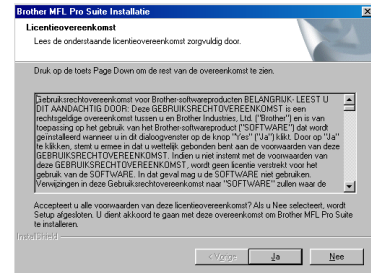 Brother MFL Pro Suite Installatie
Licentieovereenkomst
Lees de onderstaande licentieovereenkomst zorgvuldig door.
Druk op de toets Page Down om de rest van de overeenkomst te zien.
Gebruiksrechtovereenkomst voor Brother-softwareproducten BELANGRIJK- LEEST U
DIT AANDACHTIG DOOR: Deze GEBRUIKSRECHTOVEREENKOMST is een
rechtsgeldige overeenkomst tussen u en Brother Industries, Ltd. ("Brother") en is van
toepassing op het gebruik van het Brother-softwareproduct ("SOFTWARE") dat wordt
geïnstalleerd wanneer u in dit dialoogvenster op de knop "Yes" ("Ja") klikt. Door op "Ja"
te klikken, stemt u ermee in dat u wettelijk gebonden bent aan de voorwaarden van deze
GEBRUIKSRECHTOVEREENKOMST. Indien u niet instemt met de voorwaarden van
deze GEBRUIKSRECHTOVEREENKOMST, wordt geen licentie verstrekt voor het
gebruik van de SOFTWARE. In dat geval mag u de SOFTWARE niet gebruiken.
Verwijzingen in deze Gebruiksrechtovereenkomst naar "SOFTWARE" zullen waar de
Accepteert u alle voorwaarden van deze licentieovereenkomst? Als u Nee selecteert, wordt
Setup afgesloten. U dient akkoord te gaan met deze overeenkomst om Brother MFL Pro Suite
te installeren.
InstallShield
< Vorige
Ja
Nee